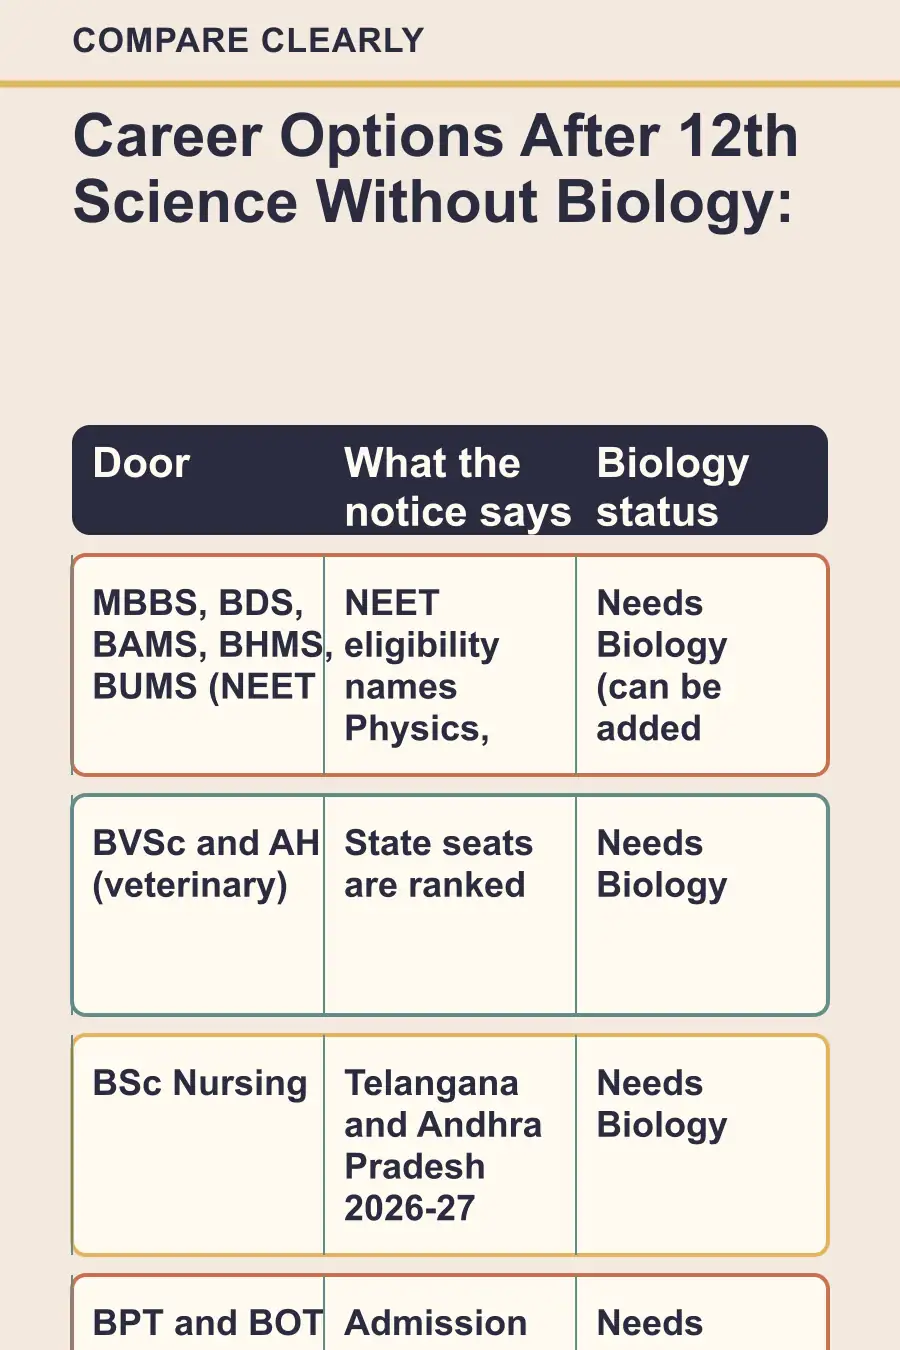 COMPARE CLEARLY
Career Options After 12th
Science Without Biology:
Door
What the
notice says
Biology
status
MBBS, BDS,
BAMS, BHMS,
BUMS (NEET
NEET
eligibility
names
Physics,
Needs
Biology
(can be
added
BVSc and AH
(veterinary)
State seats
are ranked
Needs
Biology
BSc Nursing
Telangana
and Andhra
Pradesh
2026-27
Needs
Biology
BPT and BOT
Admission
Needs